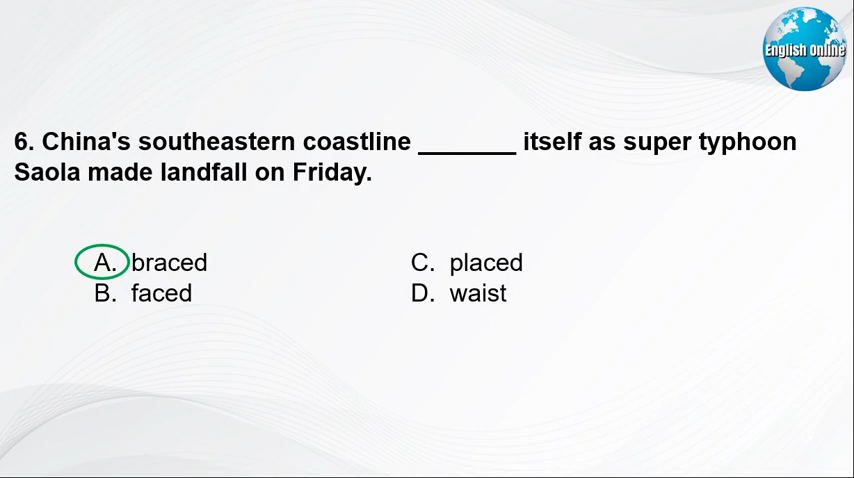 English Online
6. China's southeastern coastline _______ itself as super typhoon
Saola made landfall on Friday.
A. braced
B. faced
C. placed
D. waist